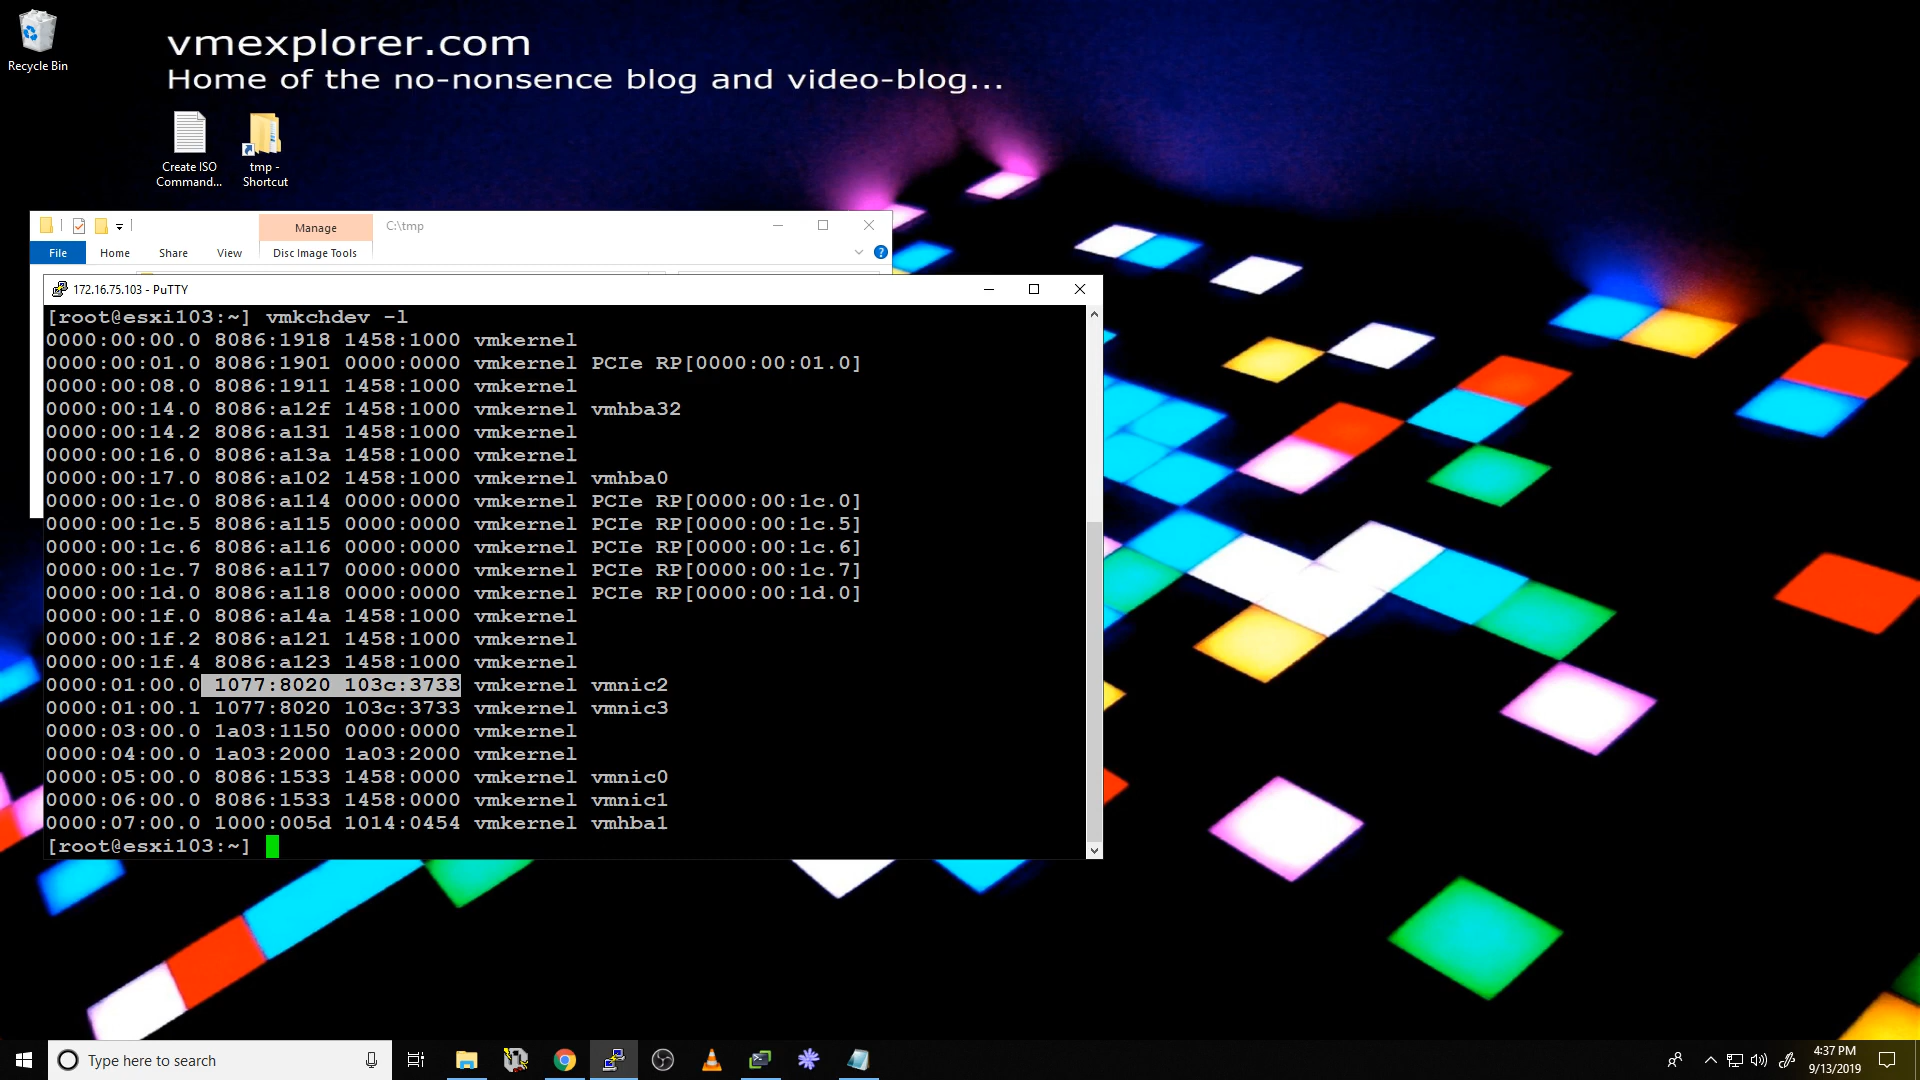 Recycle Bin
vmexplorer.com
Home of the no-nonsence blog and video-blog...
Create ISO
Command...
tmp -
Shortcut
Manage
C:\tmp
File
Home
Share
View
Disc Image Tools
172.16.75.103 - PuTTY
[root@esxi103:~] vmkchdev -l
0000:00:00.0 8086:1918 1458:1000 vmkernel
0000:00:01.0 8086:1901 0000:0000 vmkernel PCIe RP[0000:00:01.0]
0000:00:08.0 8086:1911 1458:1000 vmkernel
0000:00:14.0 8086:a12f 1458:1000 vmkernel vmhba32
0000:00:14.2 8086:a131 1458:1000 vmkernel
0000:00:16.0 8086:a13a 1458:1000 vmkernel
0000:00:17.0 8086:a102 1458:1000 vmkernel vmhba0
0000:00:1c.0 8086:a114 0000:0000 vmkernel PCIe RP[0000:00:1c.0]
0000:00:1c.5 8086:a115 0000:0000 vmkernel PCIe RP[0000:00:1c.5]
0000:00:1c.6 8086:a116 0000:0000 vmkernel PCIe RP[0000:00:1c.6]
0000:00:1c.7 8086:a117 0000:0000 vmkernel PCIe RP[0000:00:1c.7]
0000:00:1d.0 8086:a118 0000:0000 vmkernel PCIe RP[0000:00:1d.0]
0000:00:1f.0 8086:a14a 1458:1000 vmkernel
0000:00:1f.2 8086:a121 1458:1000 vmkernel
0000:00:1f.4 8086:a123 1458:1000 vmkernel
0000:01:00.0 1077:8020 103c:3733 vmkernel vmnic2
0000:01:00.1 1077:8020 103c:3733 vmkernel vmnic3
0000:03:00.0 1a03:1150 0000:0000 vmkernel
0000:04:00.0 1a03:2000 1a03:2000 vmkernel
0000:05:00.0 8086:1533 1458:0000 vmkernel vmnic0
0000:06:00.0 8086:1533 1458:0000 vmkernel vmnic1
0000:07:00.0 1000:005d 1014:0454 vmkernel vmhba1
[root@esxi103:~]
Type here to search
4:37 PM
9/13/2019